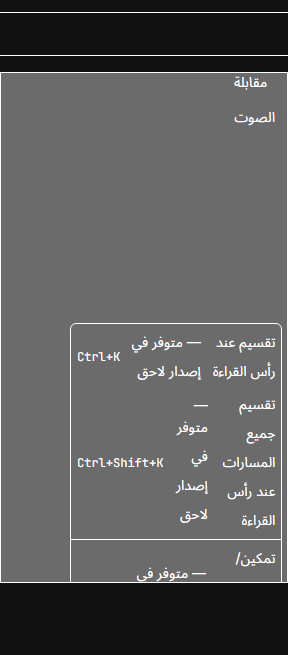 مقابلة
الصوت
تقسيم عند رأس القراءة — متوفر في إصدار لاحق Ctrl+K
تقسيم جميع المسارات عند رأس القراءة — متوفر في إصدار لاحق Ctrl+Shift+K
تمكين/ — متوفر في